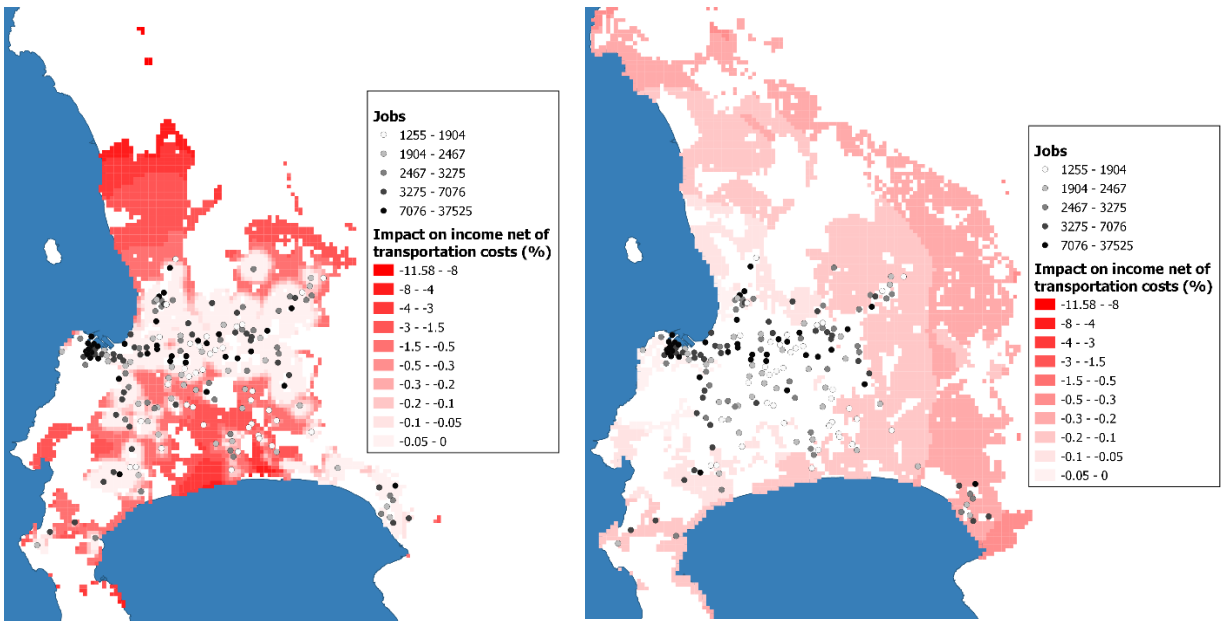 Jobs
1255 - 1904
1904 - 2467
2467 - 3275
3275 - 7076
7076 - 37525
Impact on income net of
transportation costs (%)
-11.58 - -8
-8 - -4
-4 - -3
-3 - -1.5
-1.5 - -0.5
-0.5 - -0.3
-0.3 - -0.2
-0.2 - -0.1
-0.1 - -0.05
-0.05 - 0
Jobs
1255 - 1904
1904 - 2467
2467 - 3275
3275 - 7076
7076 - 37525
Impact on income net of
transportation costs (%)
-11.58 - -8
-8 - -4
-4 - -3
-3 - -1.5
-1.5 - -0.5
-0.5 - -0.3
-0.3 - -0.2
-0.2 - -0.1
-0.1 - -0.05
-0.05 - 0